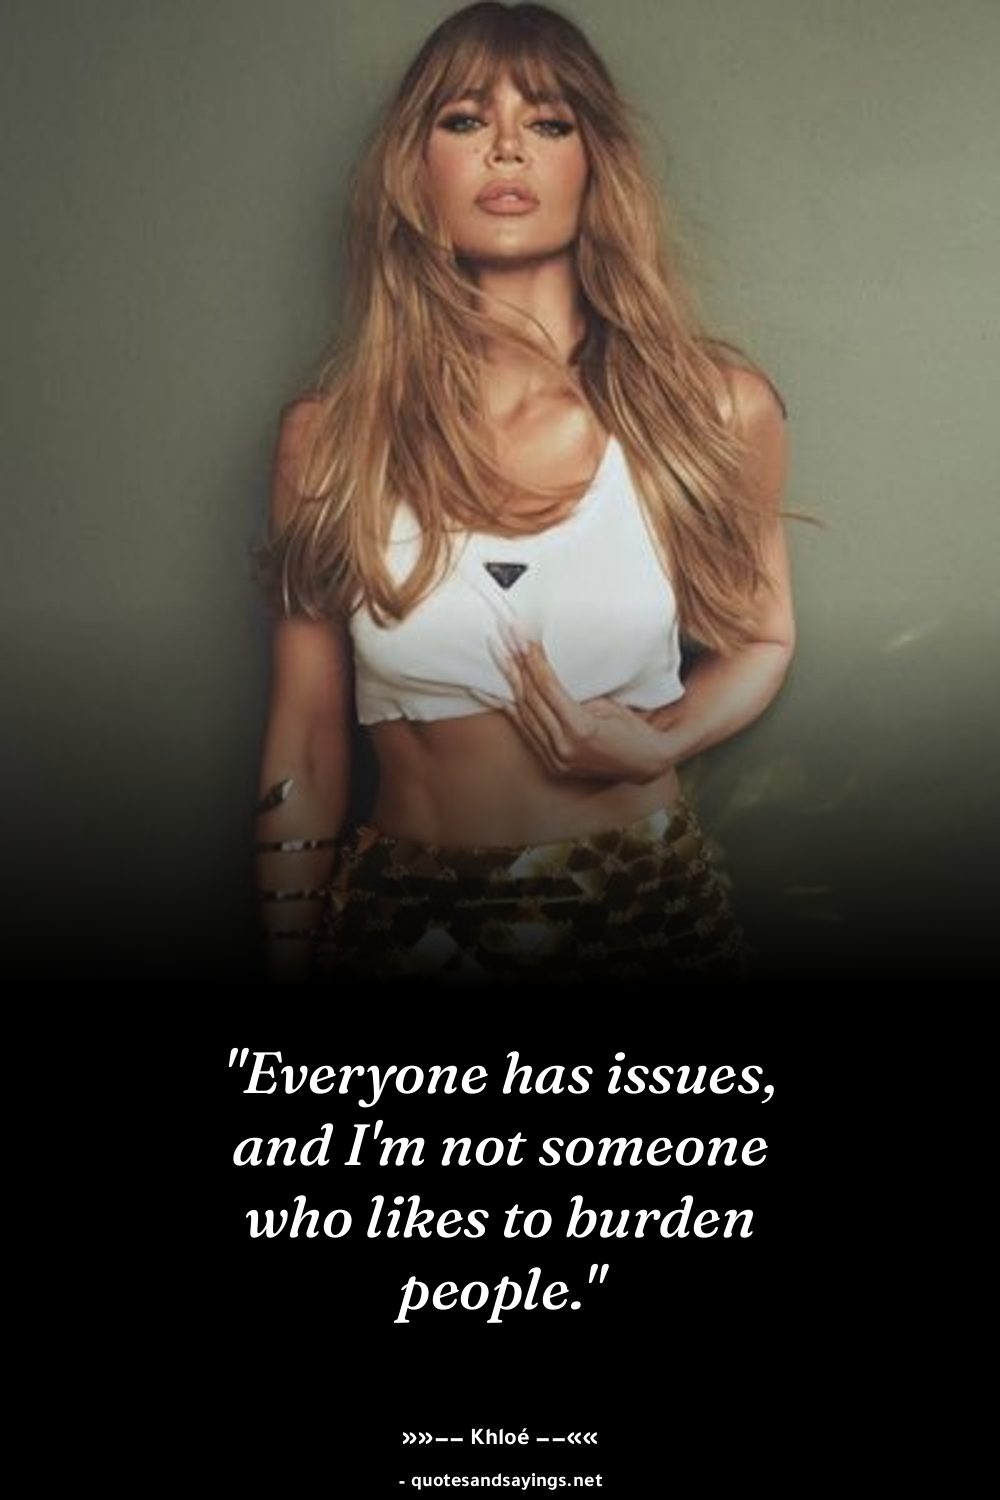 "Everyone has issues,
and I'm not someone
who likes to burden
people."
»»−− Khloé −−««
- quotesandsayings.net